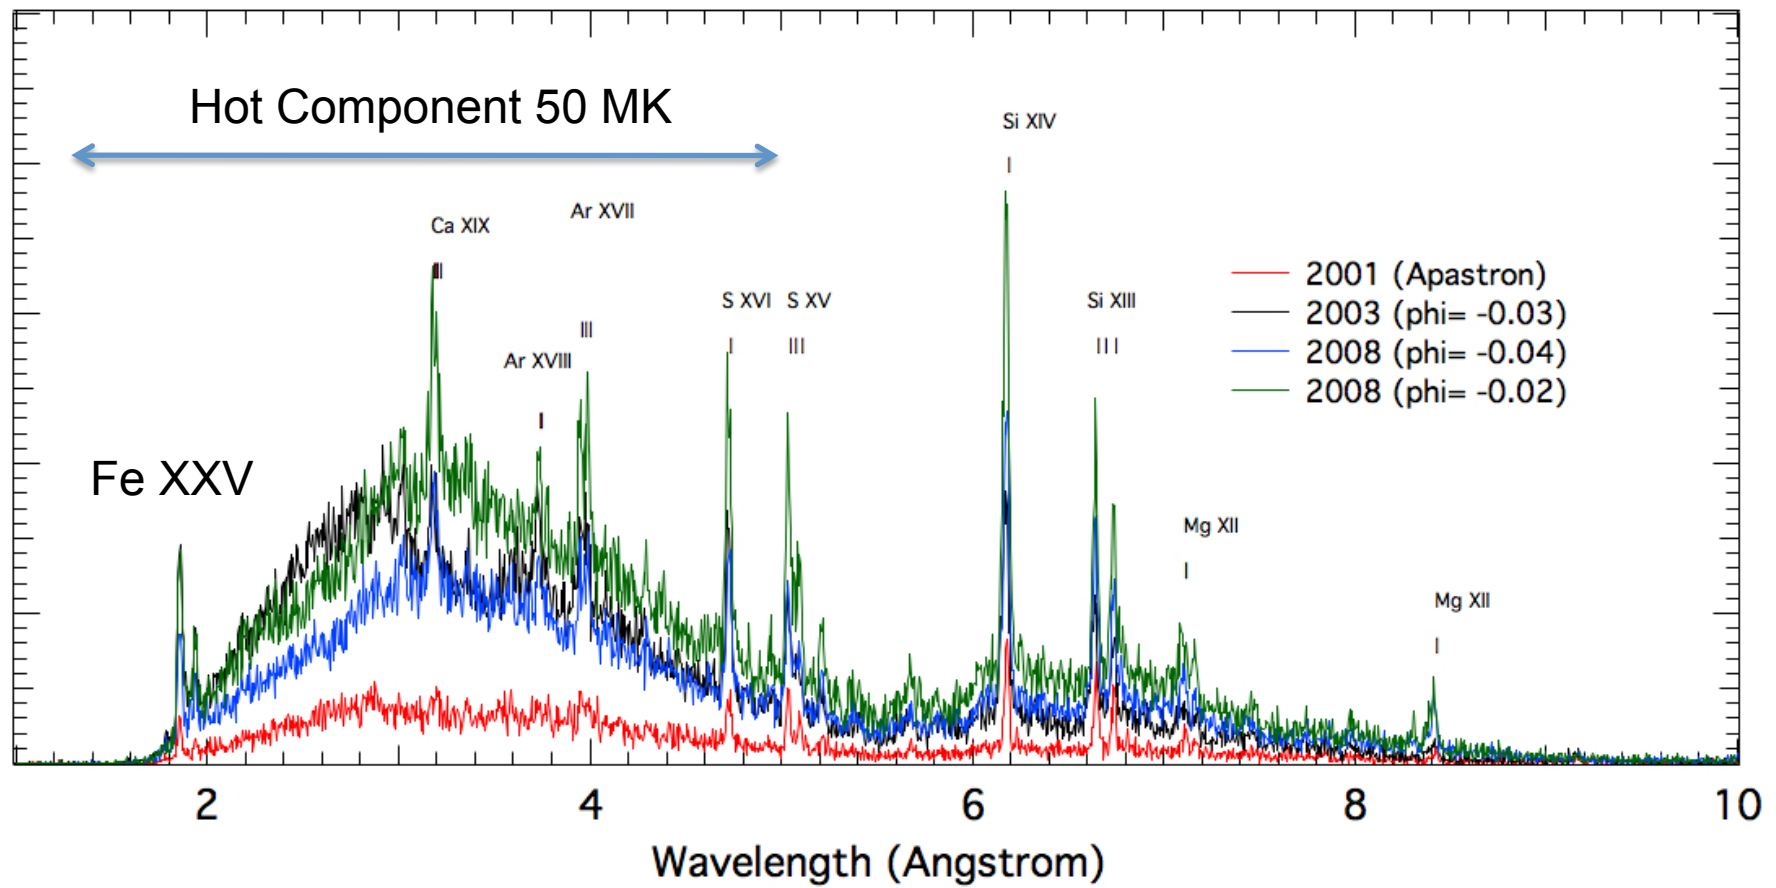 Hot Component 50 MK
Si XIV
Ca XIX
Ar XVII
2001 (Apastron)
S XVI
S XV
Si XIII
2003 (phi= -0.03)
2008 (phi= -0.04)
Ar XVIII
2008 (phi= -0.02)
Fe XXV
Mg XII
Mg XII
2
4
6
8
10
Wavelength (Angstrom)